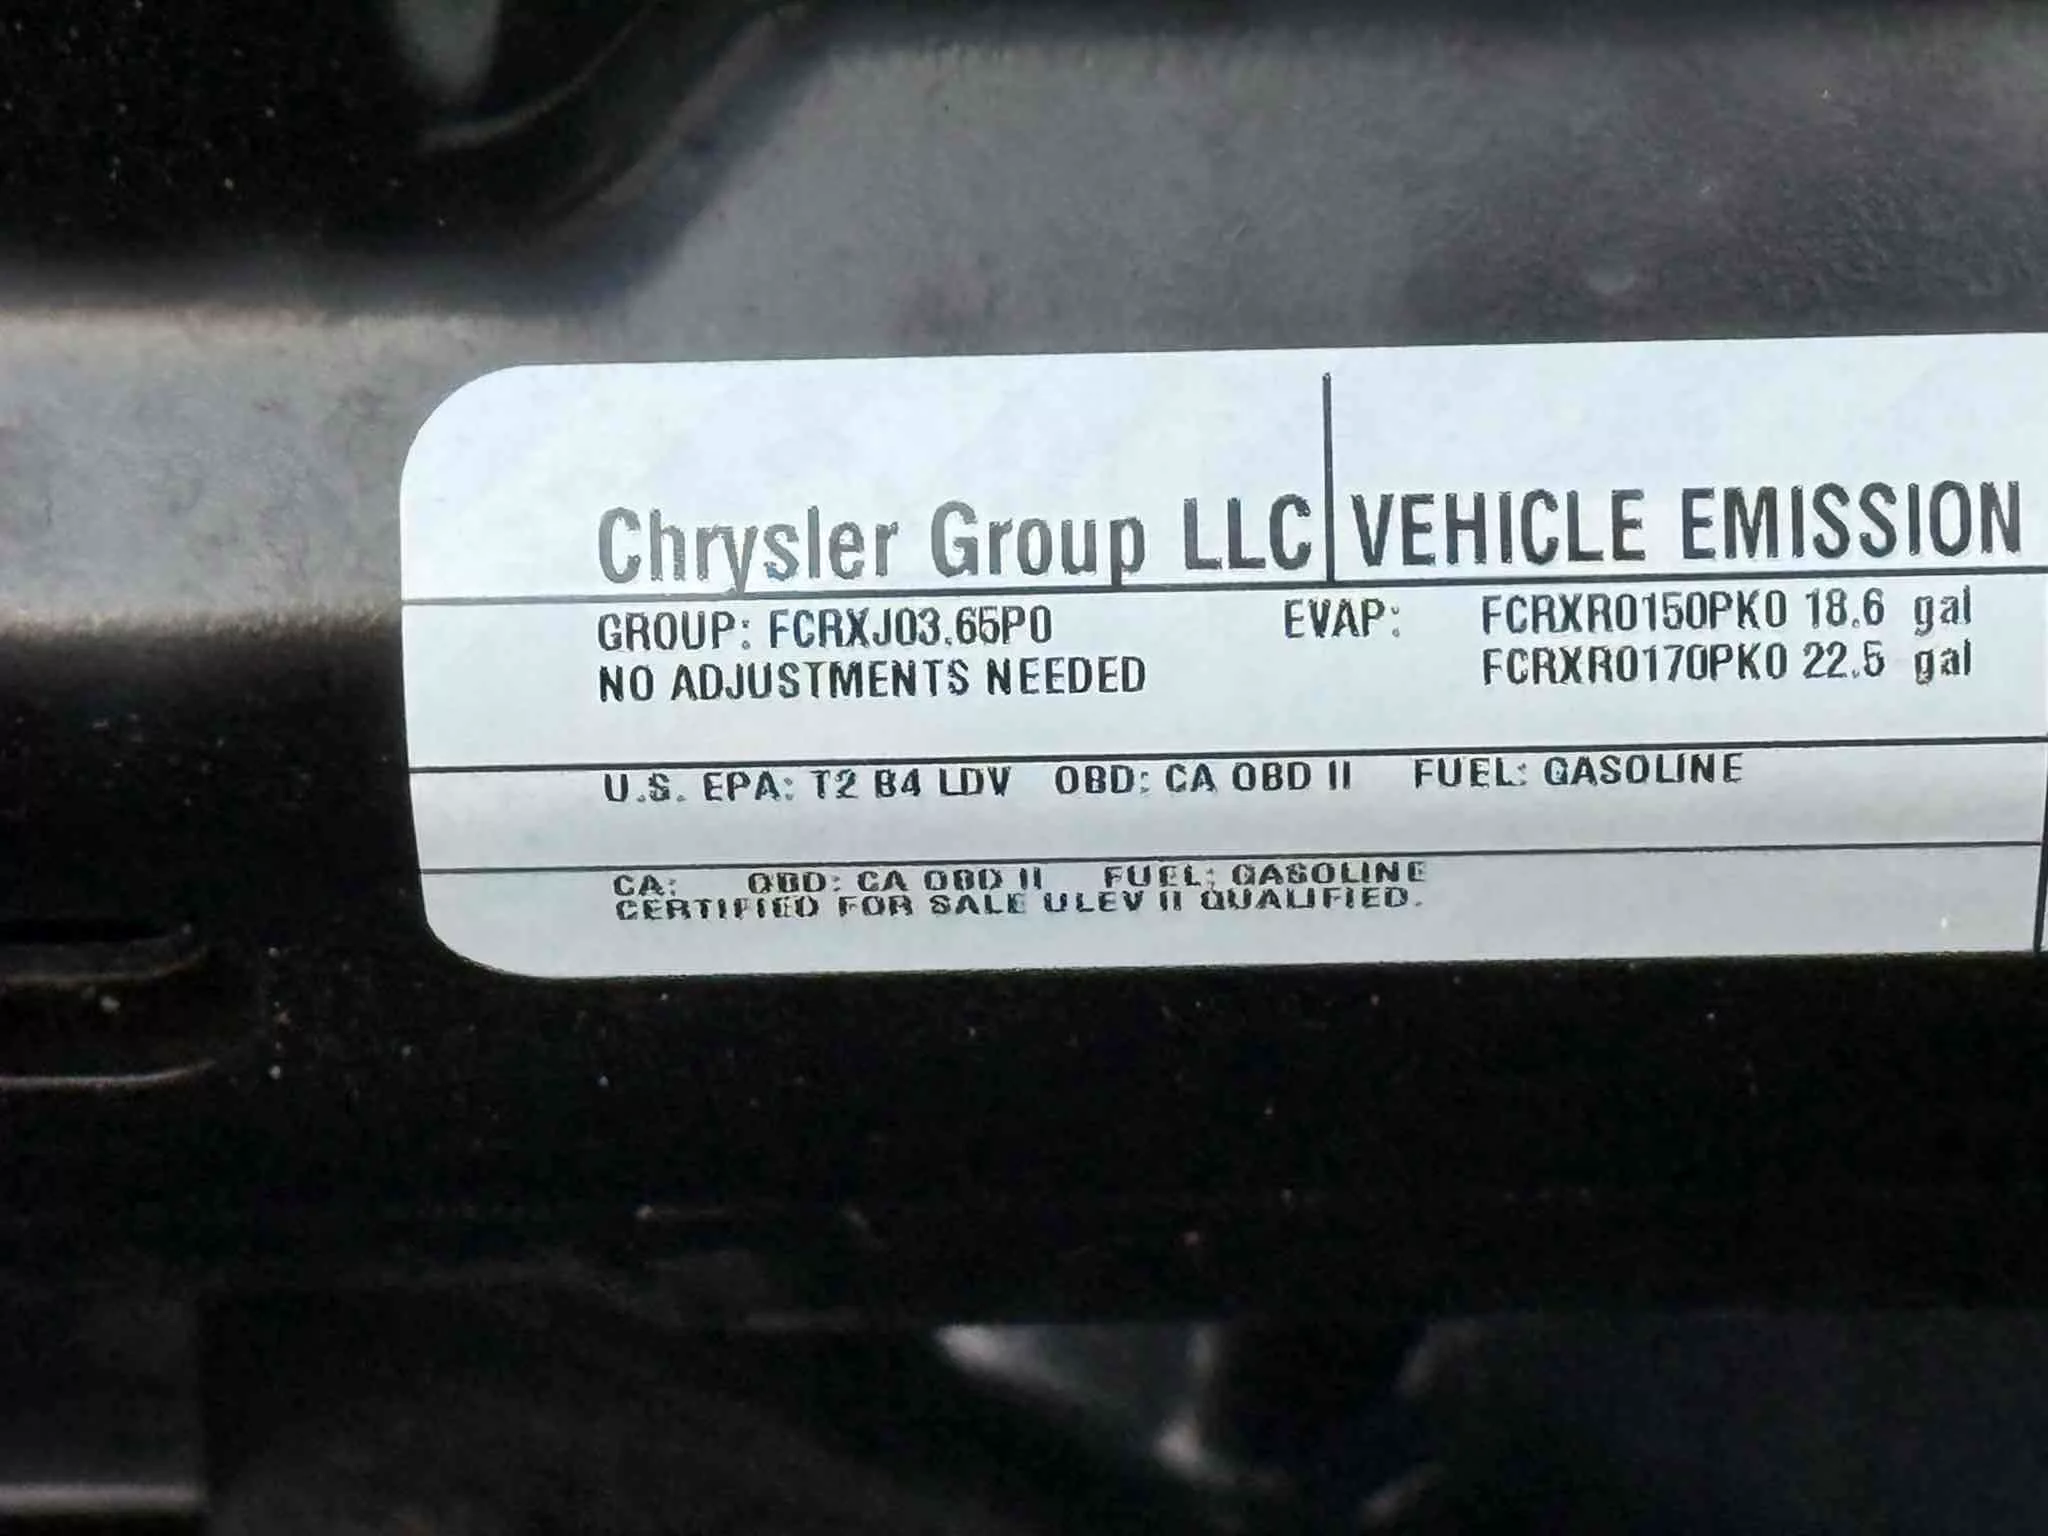 Chrysler Group LLC VEHICLE EMISSION
GROUP: FCRXJ03.65P0 EVAP: FCRXR0150PK0 18.6 gal
NO ADJUSTMENTS NEEDED FCRXR0170PK0 22.5 gal
U.S. EPA: T2 B4 LDV OBD: CA OBD II FUEL: GASOLINE
CA: OBD: CA OBD II FUEL: GASOLINE
CERTIFIED FOR SALE ULEV II QUALIFIED.